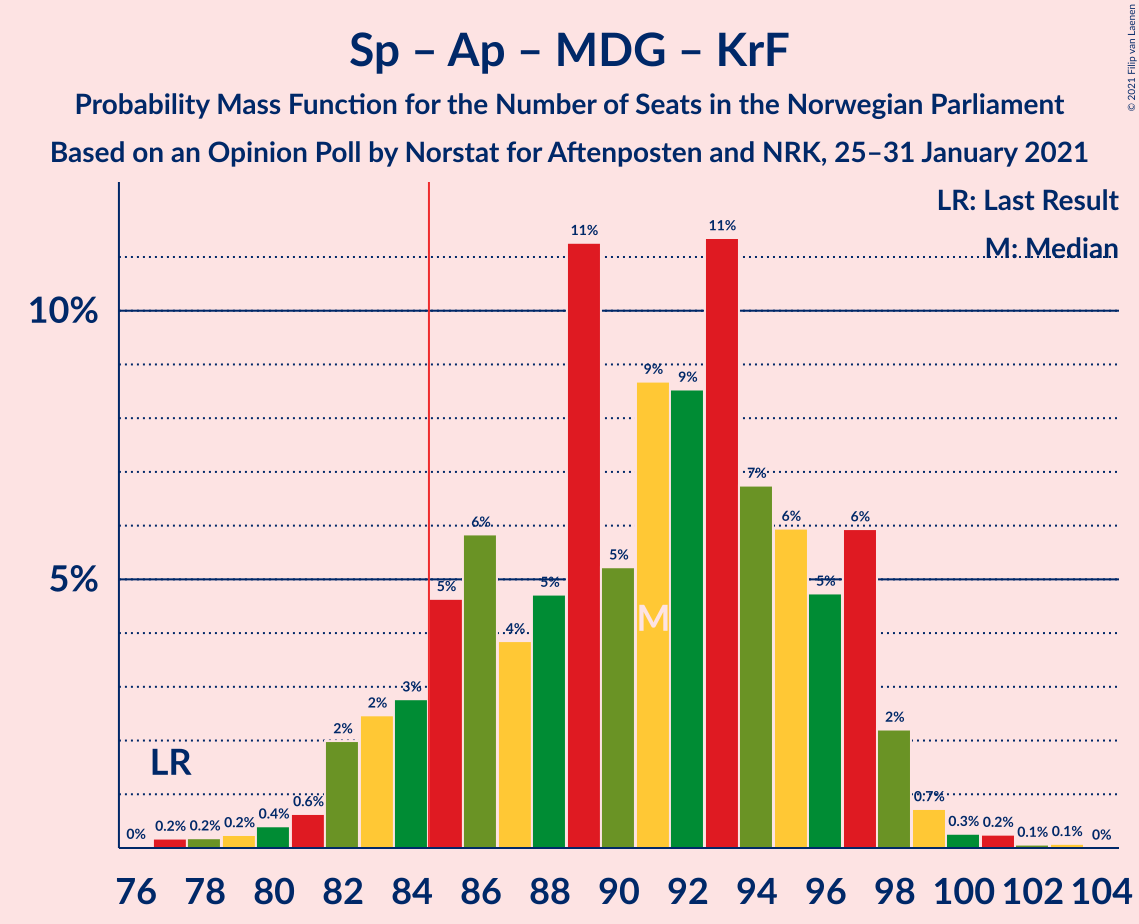 © 2021 Filip van Laenen
Sp – Ap – MDG – KrF
Probability Mass Function for the Number of Seats in the Norwegian Parliament
Based on an Opinion Poll by Norstat for Aftenposten and NRK, 25–31 January 2021
LR: Last Result
M: Median
10%
5%
0% 0.2% 0.2% 0.2% 0.4% 0.6% 2% 2% 3% 5% 6% 4% 5% 11% 5% 9% 9% 11% 7% 6% 5% 6% 2% 0.7% 0.3% 0.2% 0.1% 0.1% 0%
M
LR
76 78 80 82 84 86 88 90 92 94 96 98 100 102 104